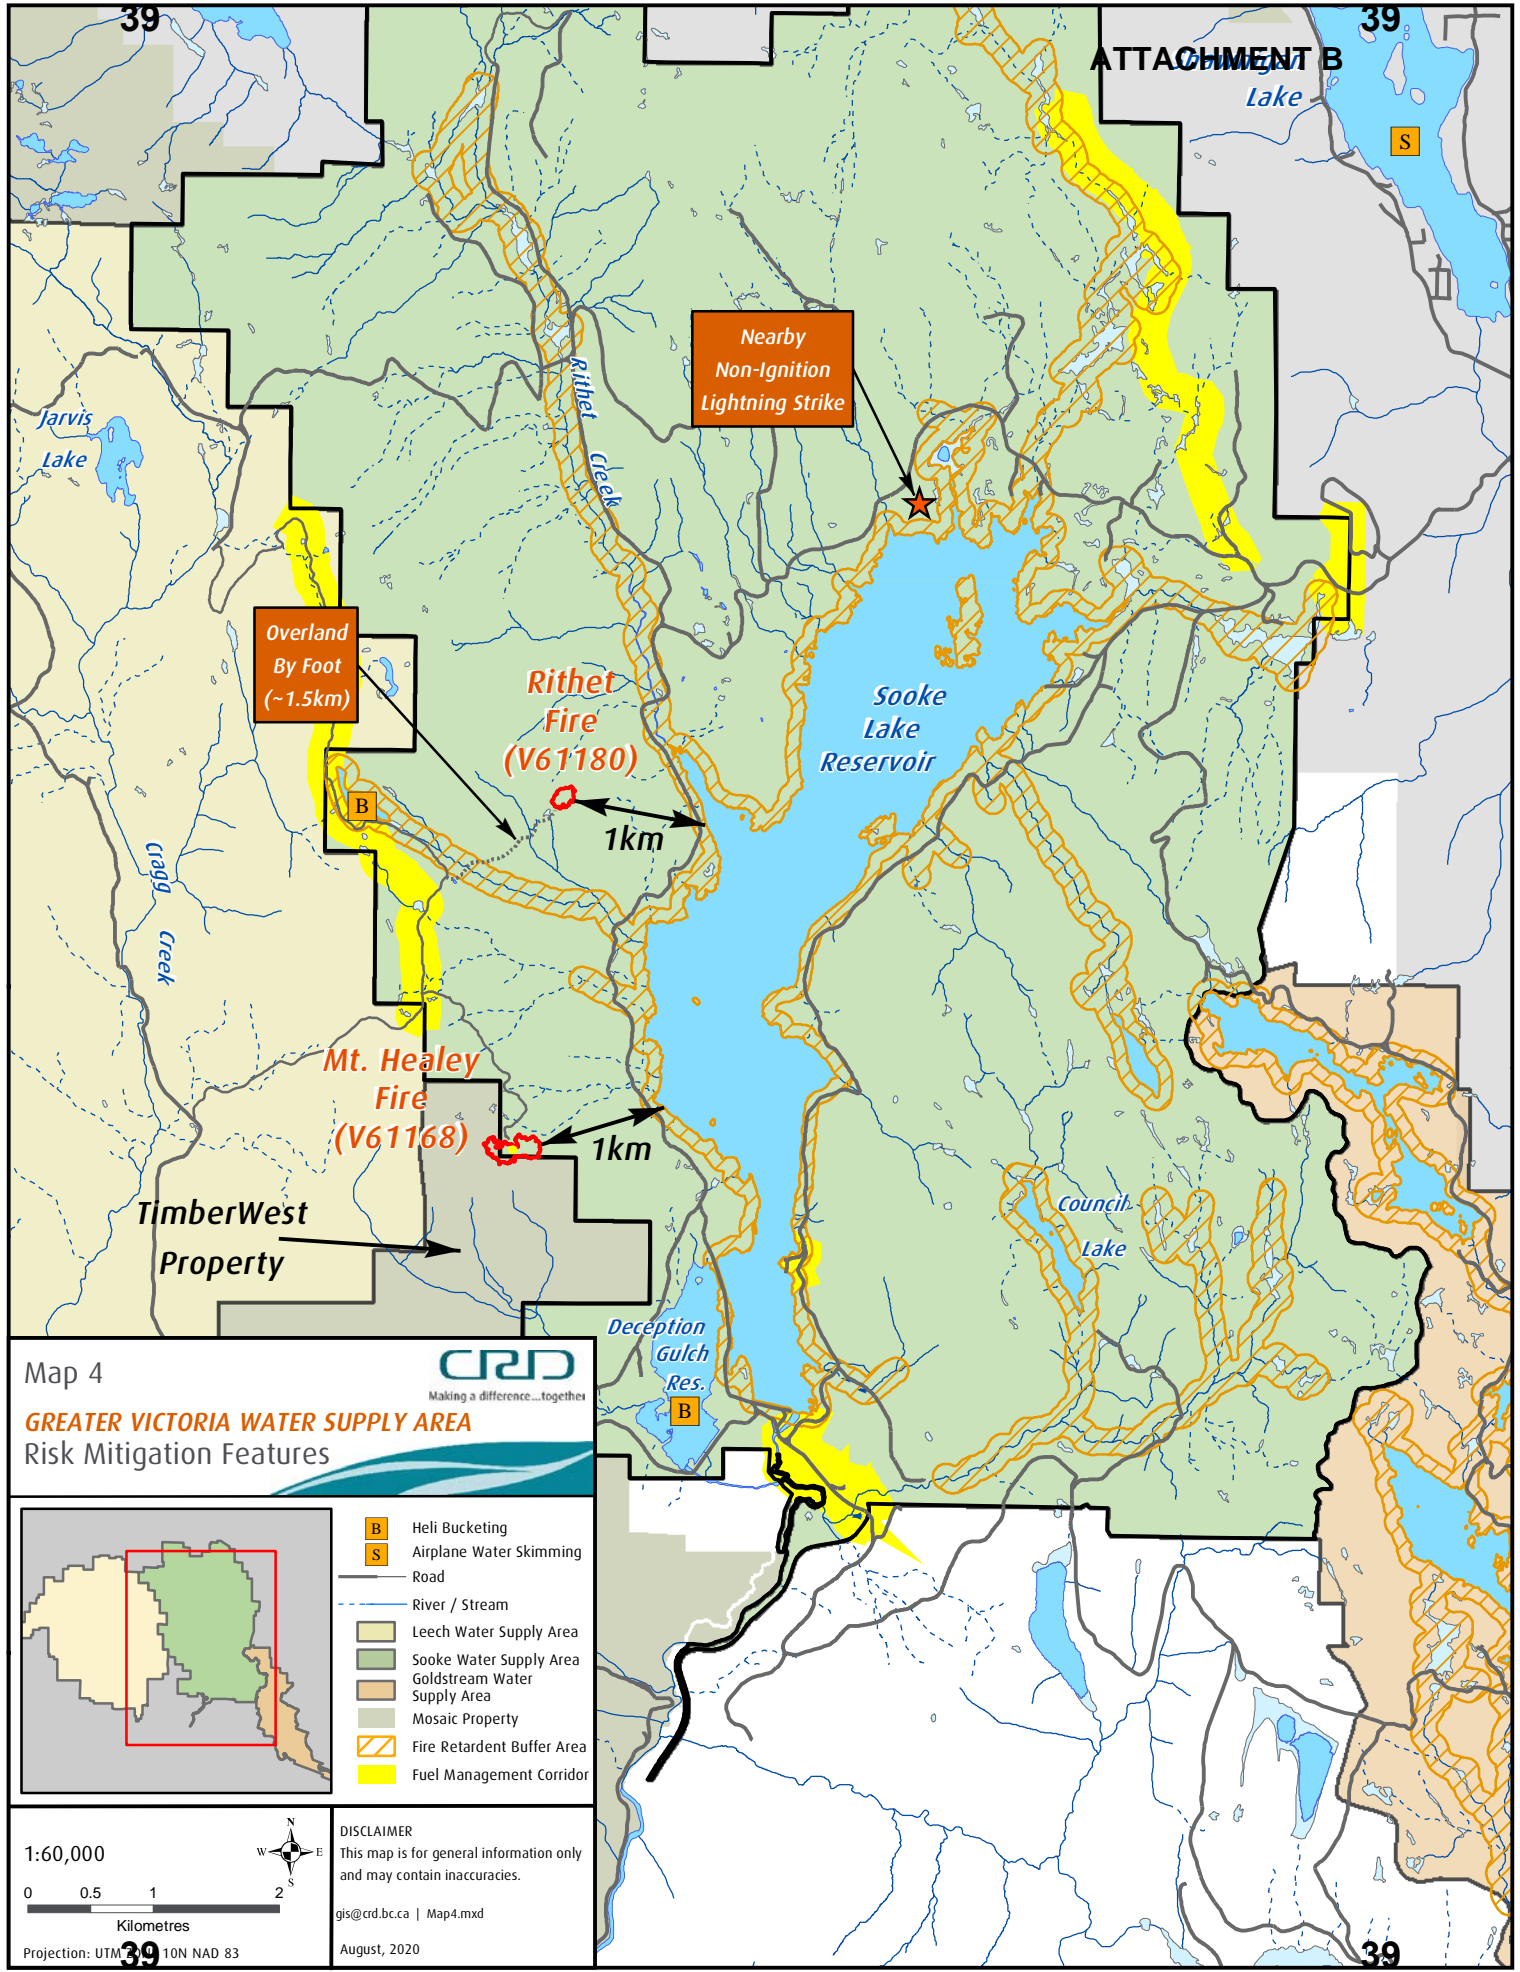 39
39
ATTACHMENT B
Shawnigan
Lake
S
Nearby
Non-Ignition
Lightning Strike
Rithet
Creek
Jarvis
Lake
Overland
By Foot
(~1.5km)
Rithet
Fire
(V61180)
Sooke
Lake
Reservoir
B
1km
Cragg
Creek
Mt. Healey
Fire
(V61168)
1km
TimberWest
Property
Council
Lake
Deception
Gulch
Res.
B
Map 4
CRD
Making a difference...together
GREATER VICTORIA WATER SUPPLY AREA
Risk Mitigation Features
B Heli Bucketing
S Airplane Water Skimming
Road
River / Stream
Leech Water Supply Area
Sooke Water Supply Area
Goldstream Water
Supply Area
Mosaic Property
Fire Retardent Buffer Area
Fuel Management Corridor
1:60,000
N
W E
S
0 0.5 1 2
Kilometres
Projection: UTM 10N NAD 83
DISCLAIMER
This map is for general information only
and may contain inaccuracies.
gis@crd.bc.ca | Map4.mxd
August, 2020
39
39